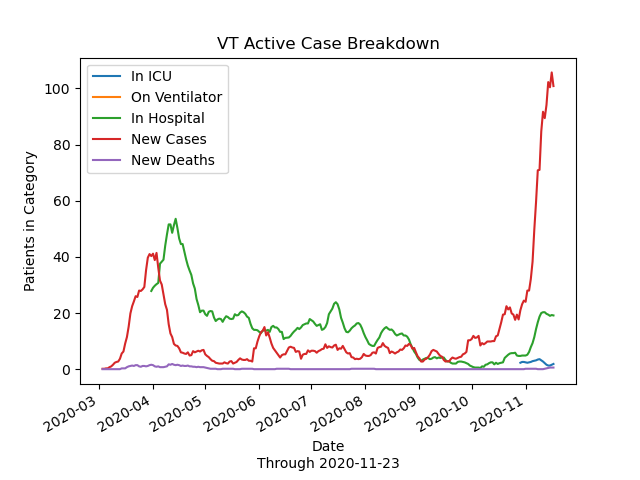 VT Active Case Breakdown
In ICU
On Ventilator
In Hospital
New Cases
New Deaths
Patients in Category
100
80
60
40
20
0
2020-03
2020-04
2020-05
2020-06
2020-07
2020-08
2020-09
2020-10
2020-11
Date
Through 2020-11-23